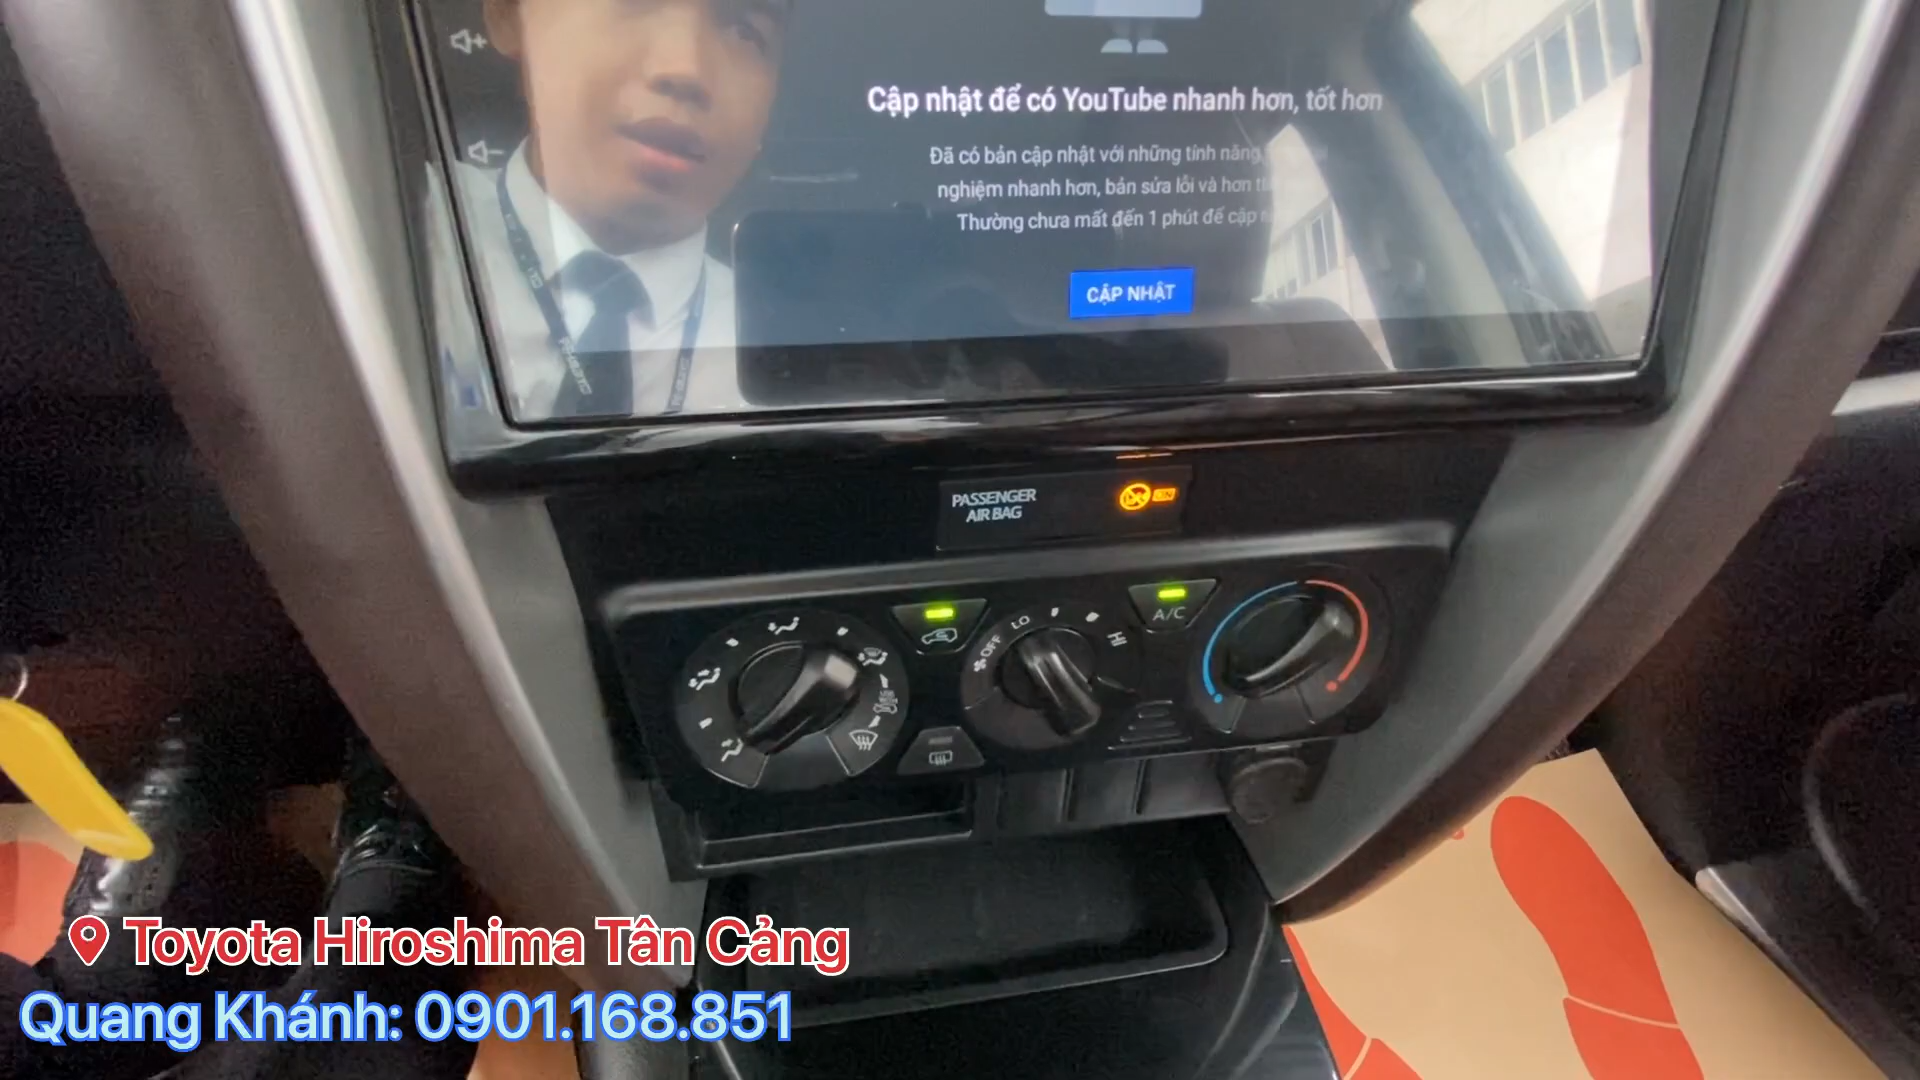 Cập nhật để có YouTube nhanh hơn, tốt hơn
Đã có bản cập nhật với những tính năng
nghiệm nhanh hơn, bản sửa lỗi và hơn
Thường chưa mất đến 1 phút để cập
CẬP NHẬT
PASSENGER
AIR BAG
ON
OFF LO HI
A/C
Toyota Hiroshima Tân Cảng
Quang Khánh: 0901.168.851